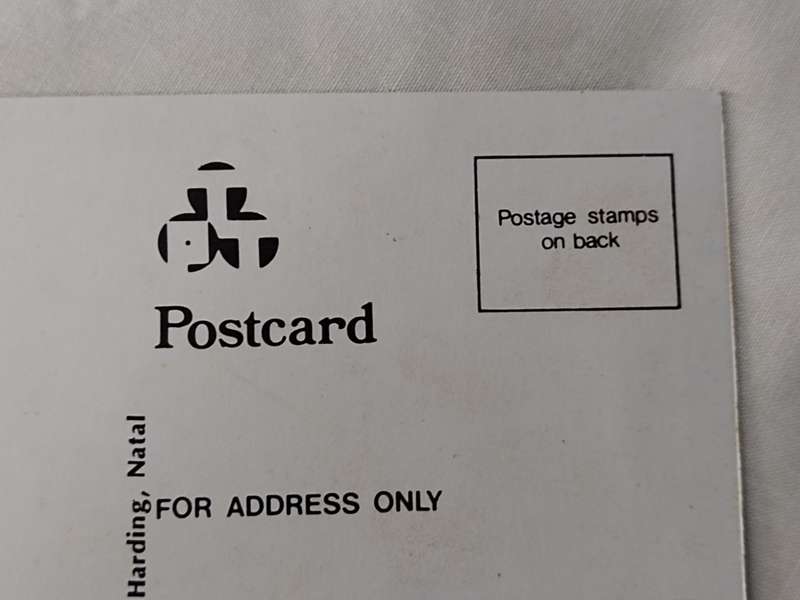 Postcard
Postage stamps
on back
FOR ADDRESS ONLY
Harding, Natal